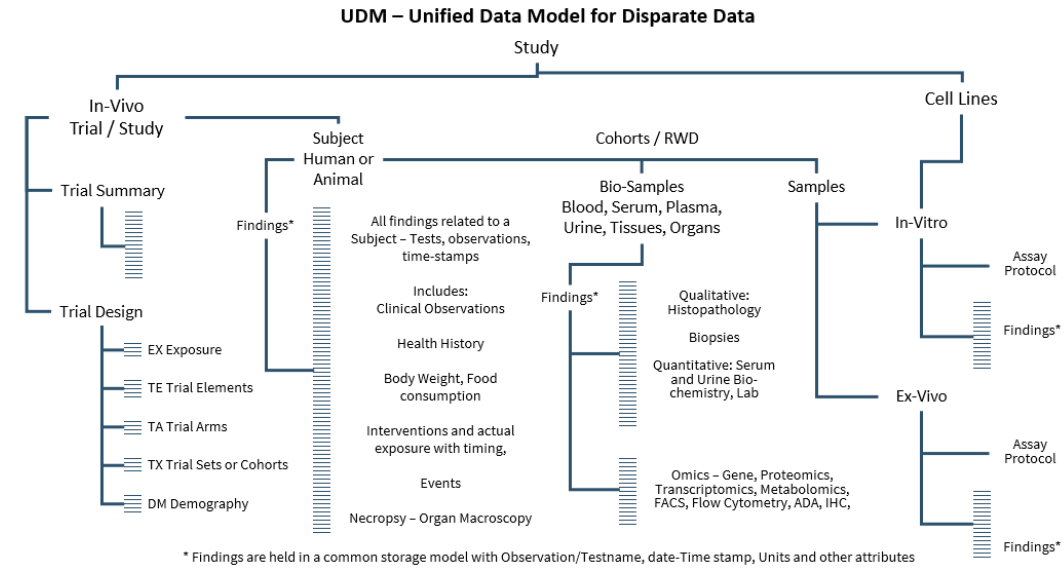 UDM – Unified Data Model for Disparate Data
Study
In-Vivo
Trial / Study
Cell Lines
Subject
Human or
Animal
Cohorts / RWD
Trial Summary
Bio-Samples
Blood, Serum, Plasma,
Urine, Tissues, Organs
Samples
Findings*
All findings related to a
Subject – Tests, observations,
time-stamps
Includes:
Clinical Observations
Health History
Body Weight, Food
consumption
Interventions and actual
exposure with timing,
Events
Necropsy – Organ Macroscopy
In-Vitro
Assay
Protocol
Findings*
Findings*
Qualitative:
Histopathology
Biopsies
Quantitative: Serum
and Urine Bio-
chemistry, Lab
Omics – Gene, Proteomics,
Transcriptomics, Metabolomics,
FACS, Flow Cytometry, ADA, IHC,
Trial Design
EX Exposure
TE Trial Elements
TA Trial Arms
TX Trial Sets or Cohorts
DM Demography
Ex-Vivo
Assay
Protocol
Findings*
* Findings are held in a common storage model with Observation/Testname, date-Time stamp, Units and other attributes